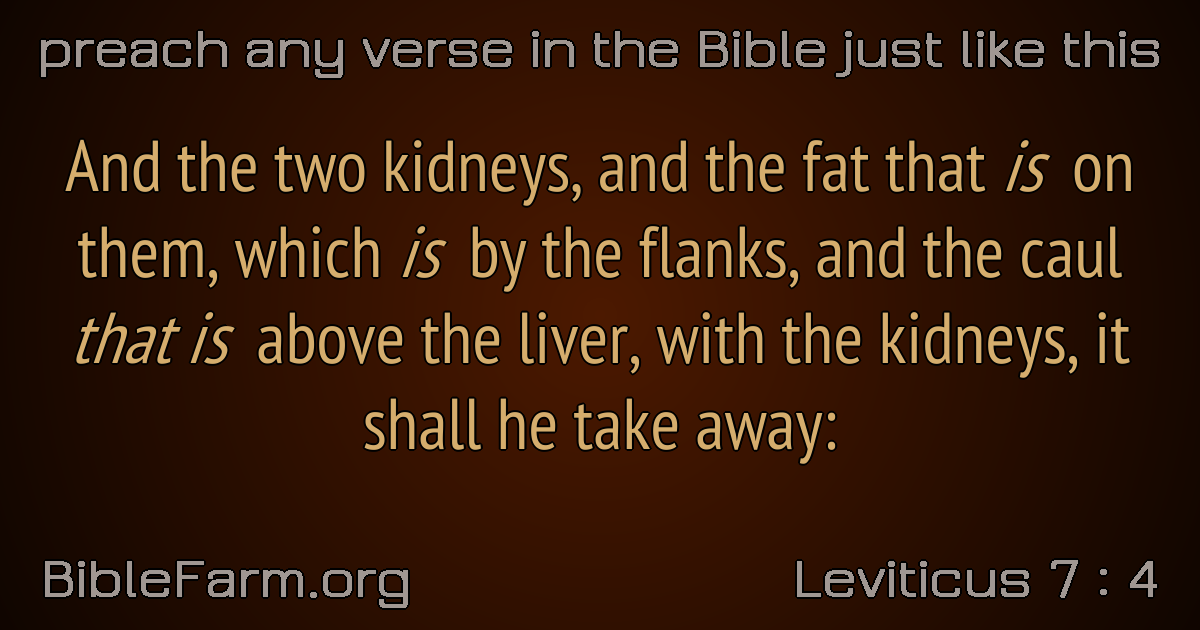 preach any verse in the Bible just like this
And the two kidneys, and the fat that is on
them, which is by the flanks, and the caul
that is above the liver, with the kidneys, it
shall he take away:
BibleFarm.org
Leviticus 7 : 4